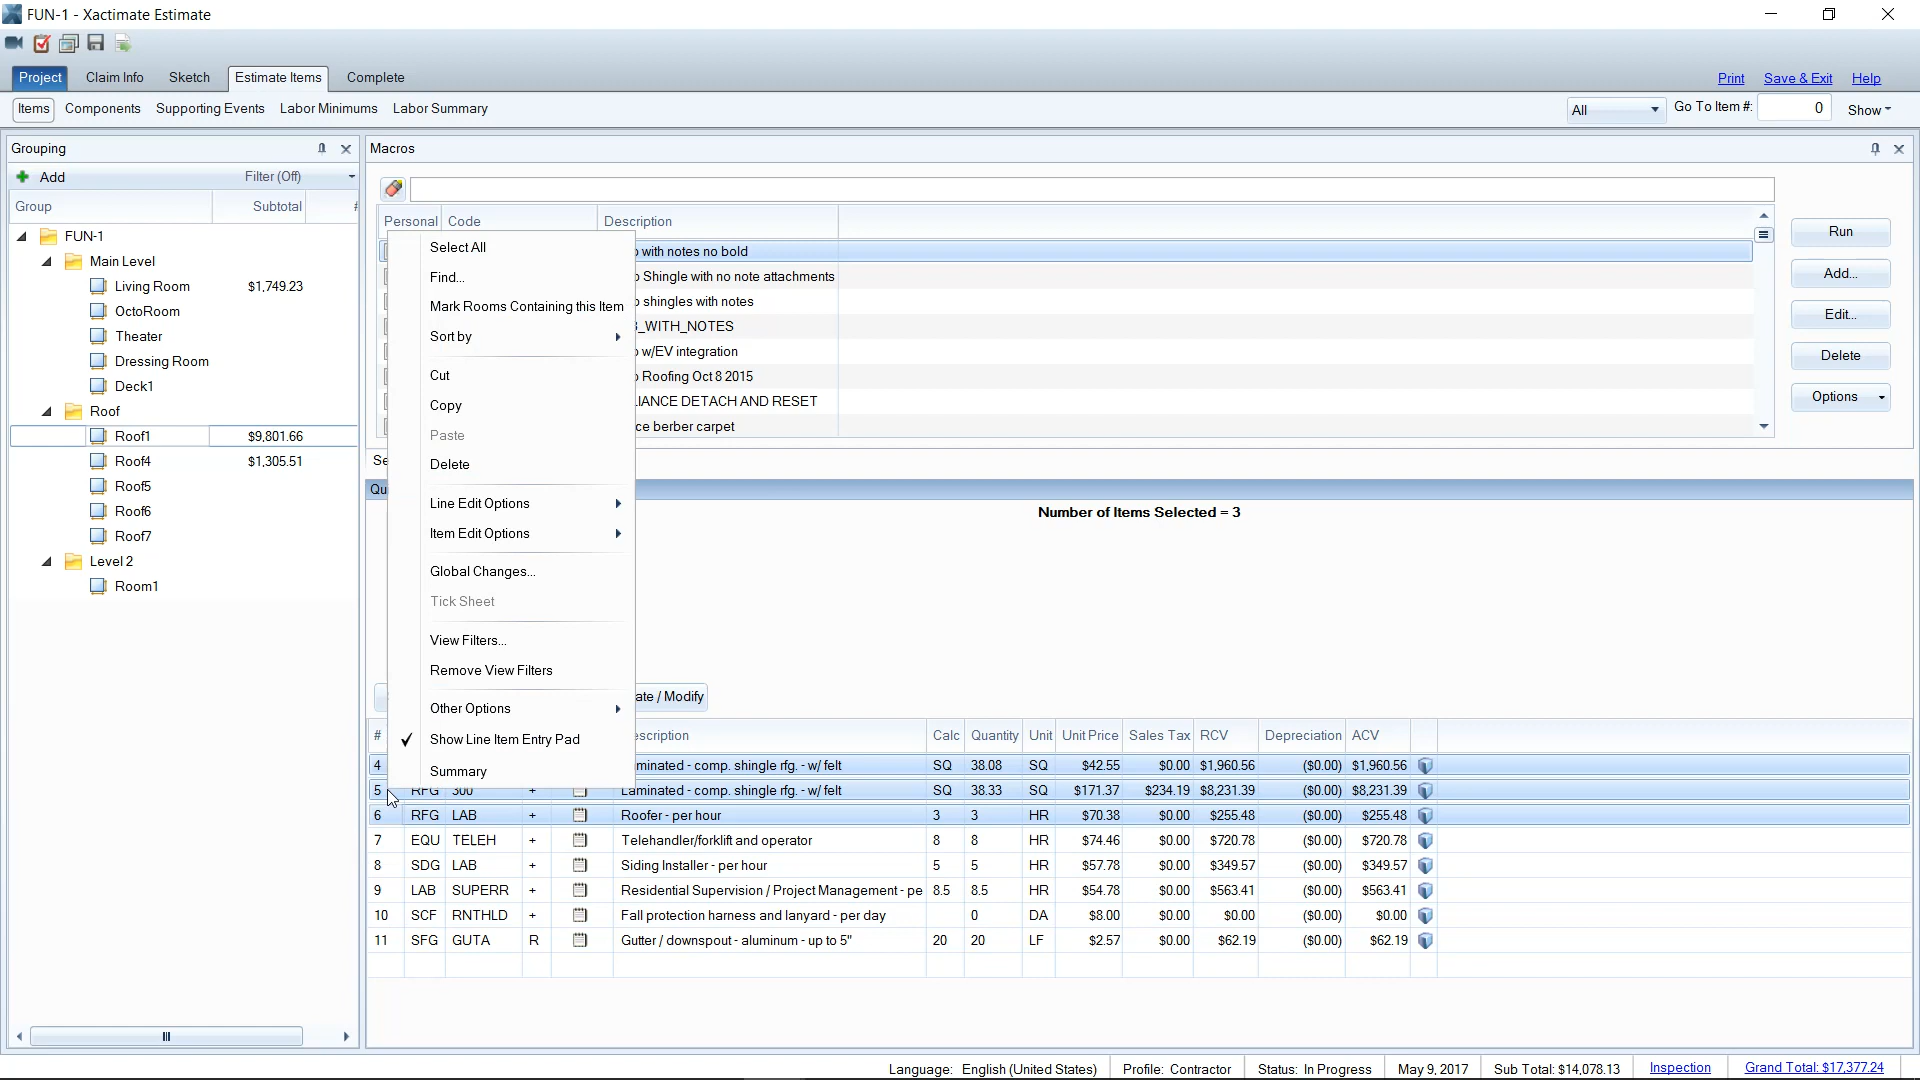 FUN-1 - Xactimate Estimate
Project Claim Info Sketch Estimate Items Complete Print Save & Exit Help
Items Components Supporting Events Labor Minimums Labor Summary All Go To Item #: 0 Show
Grouping
Add Filter (Off)
Group Subtotal #
FUN-1
Main Level
Living Room $1,749.23
OctoRoom
Theater
Dressing Room
Deck1
Roof
Roof1 $9,801.66
Roof4 $1,305.51
Roof5
Roof6
Roof7
Level 2
Room1
Macros
Personal Code Description
with notes no bold
Shingle with no note attachments
shingles with notes
_WITH_NOTES
w/EV integration
Roofing Oct 8 2015
LIANCE DETACH AND RESET
ce berber carpet
Run
Add...
Edit...
Delete
Options
Select All
Find...
Mark Rooms Containing this Item
Sort by
Cut
Copy
Paste
Delete
Line Edit Options
Item Edit Options
Global Changes...
Tick Sheet
View Filters...
Remove View Filters
Other Options
✓ Show Line Item Entry Pad
Summary
Se
Qu
Number of Items Selected = 3
ate / Modify
# escription Calc Quantity Unit Unit Price Sales Tax RCV Depreciation ACV
4 minated - comp. shingle rfg. - w/ felt SQ 38.08 SQ $42.55 $0.00 $1,960.56 ($0.00) $1,960.56
5 RFG 300 + Laminated - comp. shingle rfg. - w/ felt SQ 38.33 SQ $171.37 $234.19 $8,231.39 ($0.00) $8,231.39
6 RFG LAB + Roofer - per hour 3 3 HR $70.38 $0.00 $255.48 ($0.00) $255.48
7 EQU TELEH + Telehandler/forklift and operator 8 8 HR $74.46 $0.00 $720.78 ($0.00) $720.78
8 SDG LAB + Siding Installer - per hour 5 5 HR $57.78 $0.00 $349.57 ($0.00) $349.57
9 LAB SUPERR + Residential Supervision / Project Management - pe 8.5 8.5 HR $54.78 $0.00 $563.41 ($0.00) $563.41
10 SCF RNTHLD + Fall protection harness and lanyard - per day 0 DA $8.00 $0.00 $0.00 ($0.00) $0.00
11 SFG GUTA R Gutter / downspout - aluminum - up to 5" 20 20 LF $2.57 $0.00 $62.19 ($0.00) $62.19
Language: English (United States) Profile: Contractor Status: In Progress May 9, 2017 Sub Total: $14,078.13 Inspection Grand Total: $17,377.24